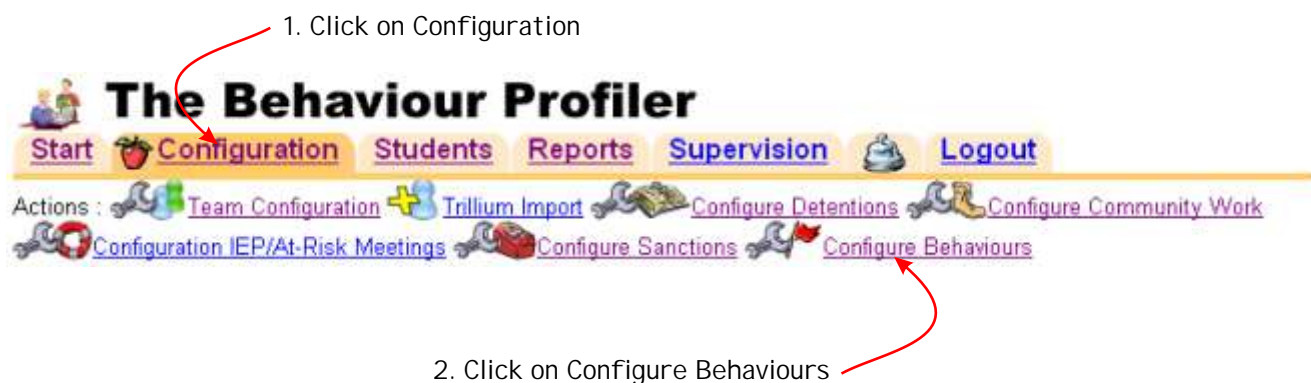 1. Click on Configuration
The Behaviour Profiler
Start Configuration Students Reports Supervision Logout
Actions : Team Configuration Trillium Import Configure Detentions Configure Community Work
Configuration IEP/At-Risk Meetings Configure Sanctions Configure Behaviours
2. Click on Configure Behaviours